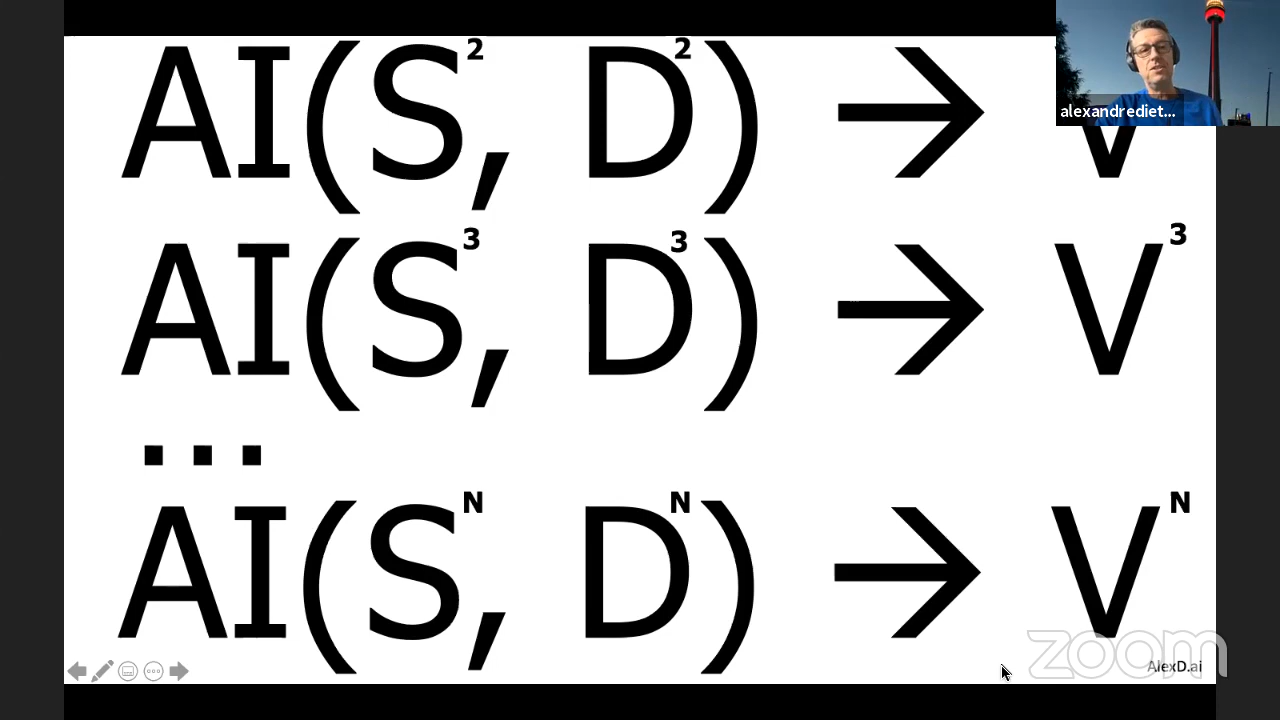 AI(S², D²) → V
alexandrediet...
AI(S³, D³) → V³
...
AI(Sᴺ, Dᴺ) → Vᴺ
zoom
AlexD.ai